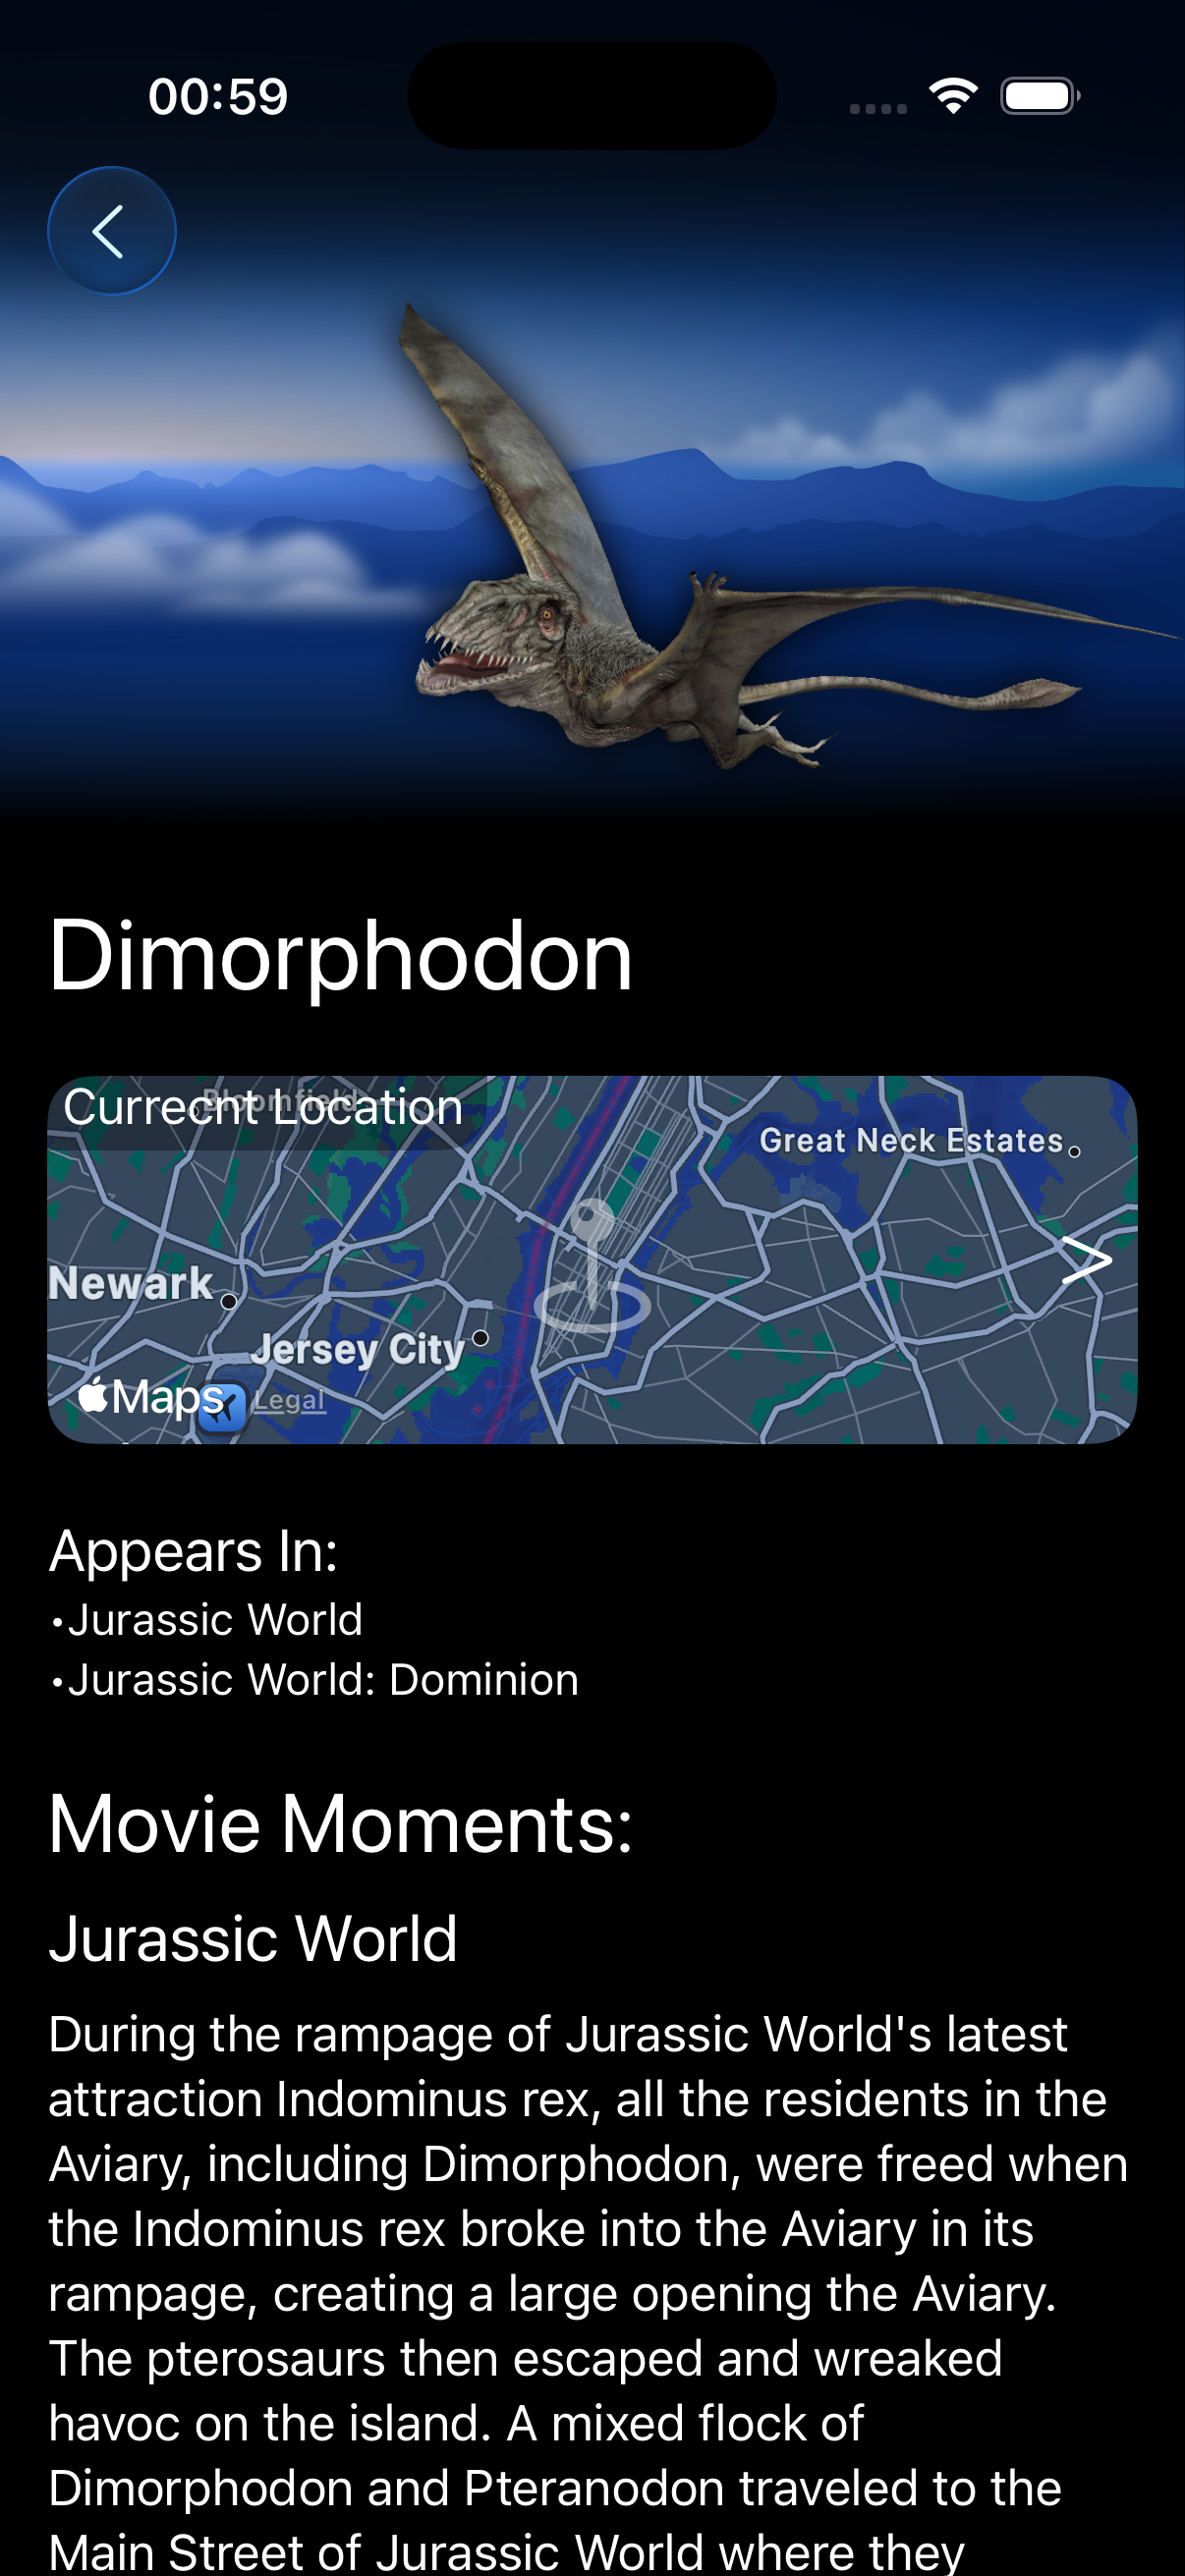 00:59
Dimorphodon
Bloomfield
Currecnt Location
Great Neck Estates
Newark
Jersey City
Maps
Legal
Appears In:
•Jurassic World
•Jurassic World: Dominion
Movie Moments:
Jurassic World
During the rampage of Jurassic World's latest
attraction Indominus rex, all the residents in the
Aviary, including Dimorphodon, were freed when
the Indominus rex broke into the Aviary in its
rampage, creating a large opening the Aviary.
The pterosaurs then escaped and wreaked
havoc on the island. A mixed flock of
Dimorphodon and Pteranodon traveled to the
Main Street of Jurassic World where they